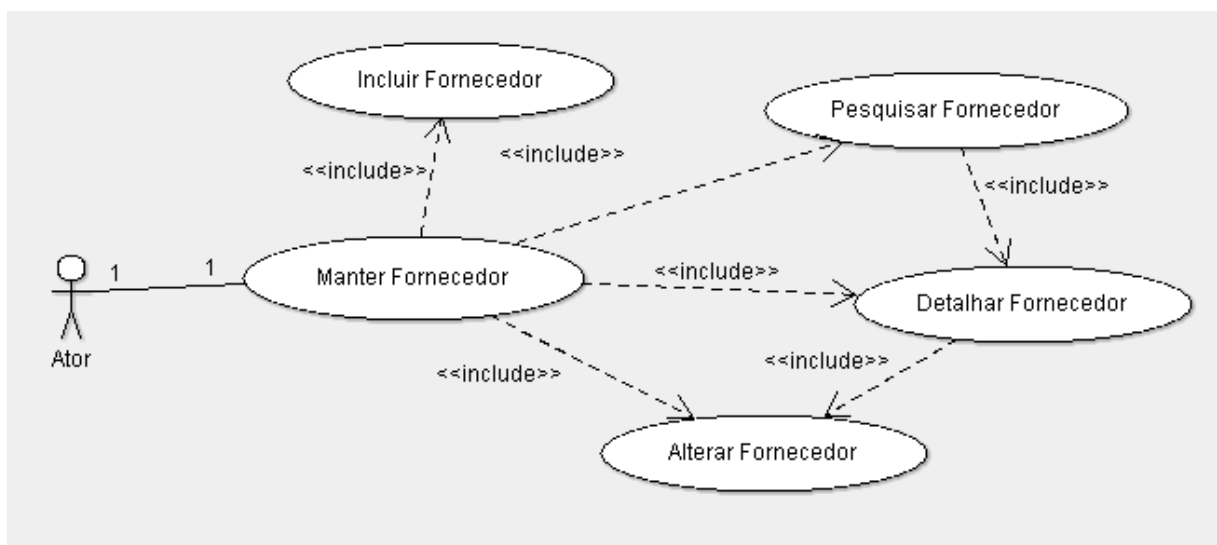 Incluir Fornecedor
Pesquisar Fornecedor
<<include>>
<<include>>
<<include>>
1
1
Manter Fornecedor
<<include>>
Detalhar Fornecedor
Ator
<<include>>
<<include>>
Alterar Fornecedor